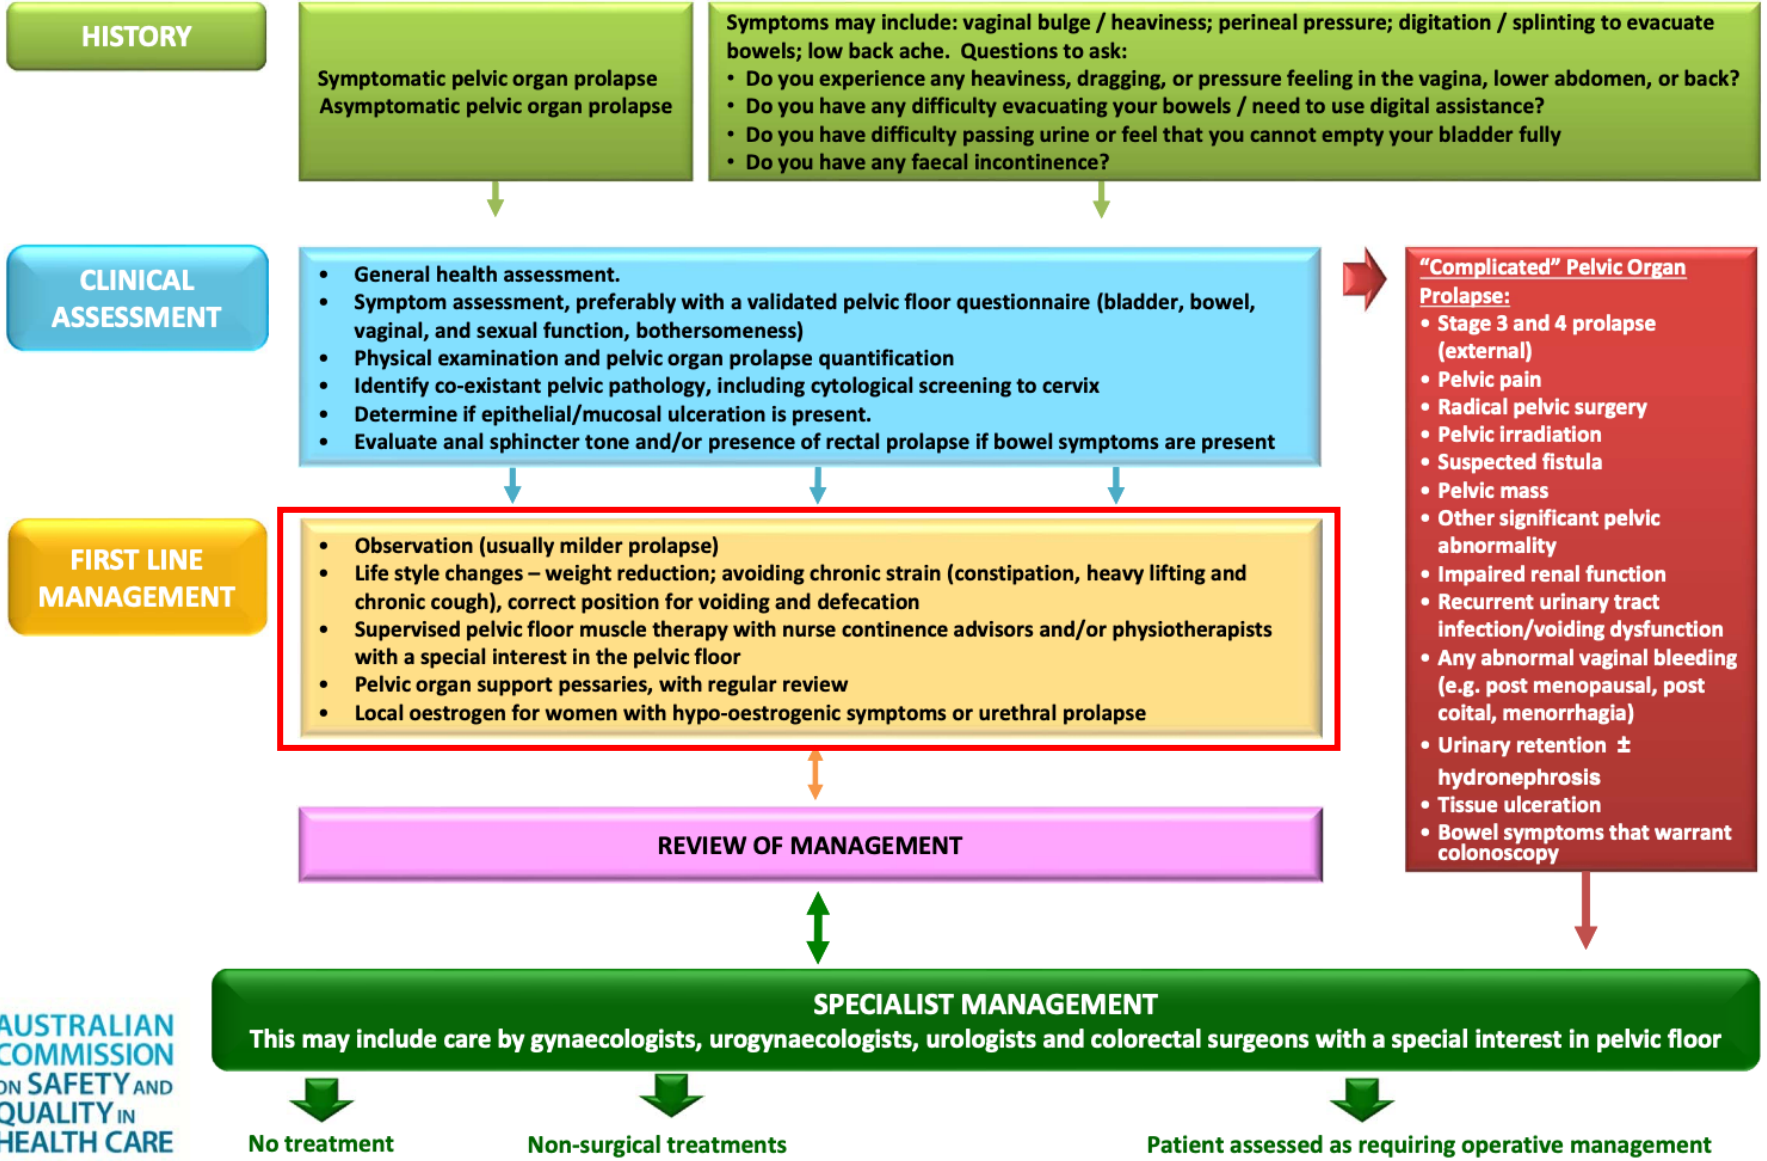 HISTORY
Symptomatic pelvic organ prolapse
Asymptomatic pelvic organ prolapse
Symptoms may include: vaginal bulge / heaviness; perineal pressure; digitation / splinting to evacuate
bowels; low back ache.  Questions to ask:
• Do you experience any heaviness, dragging, or pressure feeling in the vagina, lower abdomen, or back?
• Do you have any difficulty evacuating your bowels / need to use digital assistance?
• Do you have difficulty passing urine or feel that you cannot empty your bladder fully
• Do you have any faecal incontinence?
CLINICAL
ASSESSMENT
• General health assessment.
• Symptom assessment, preferably with a validated pelvic floor questionnaire (bladder, bowel,
vaginal, and sexual function, bothersomeness)
• Physical examination and pelvic organ prolapse quantification
• Identify co-existant pelvic pathology, including cytological screening to cervix
• Determine if epithelial/mucosal ulceration is present.
• Evaluate anal sphincter tone and/or presence of rectal prolapse if bowel symptoms are present
“Complicated” Pelvic Organ
Prolapse:
• Stage 3 and 4 prolapse
(external)
• Pelvic pain
• Radical pelvic surgery
• Pelvic irradiation
• Suspected fistula
• Pelvic mass
• Other significant pelvic
abnormality
• Impaired renal function
• Recurrent urinary tract
infection/voiding dysfunction
• Any abnormal vaginal bleeding
(e.g. post menopausal, post
coital, menorrhagia)
• Urinary retention ±
hydronephrosis
• Tissue ulceration
• Bowel symptoms that warrant
colonoscopy
FIRST LINE
MANAGEMENT
• Observation (usually milder prolapse)
• Life style changes – weight reduction; avoiding chronic strain (constipation, heavy lifting and
chronic cough), correct position for voiding and defecation
• Supervised pelvic floor muscle therapy with nurse continence advisors and/or physiotherapists
with a special interest in the pelvic floor
• Pelvic organ support pessaries, with regular review
• Local oestrogen for women with hypo-oestrogenic symptoms or urethral prolapse
REVIEW OF MANAGEMENT
SPECIALIST MANAGEMENT
This may include care by gynaecologists, urogynaecologists, urologists and colorectal surgeons with a special interest in pelvic floor
AUSTRALIAN
COMMISSION
ON SAFETY AND
QUALITY IN
HEALTH CARE
No treatment
Non-surgical treatments
Patient assessed as requiring operative management